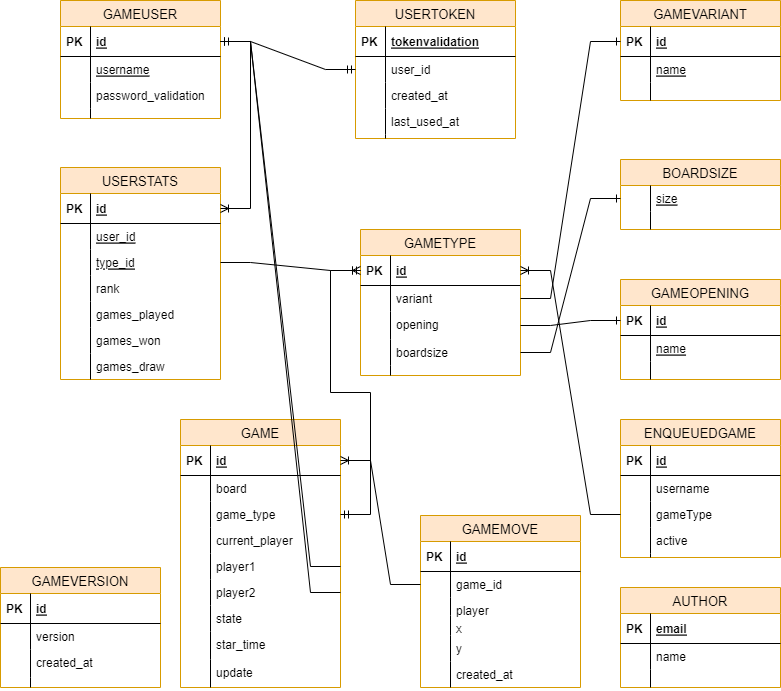 GAMEUSER
PK id
username
password_validation
USERTOKEN
PK tokenvalidation
user_id
created_at
last_used_at
GAMEVARIANT
PK id
name
USERSTATS
PK id
user_id
type_id
rank
games_played
games_won
games_draw
GAMETYPE
PK id
variant
opening
boardsize
BOARDSIZE
size
GAMEOPENING
PK id
name
GAME
PK id
board
game_type
current_player
player1
player2
state
star_time
update
ENQUEUEDGAME
PK id
username
gameType
active
GAMEMOVE
PK id
game_id
player
x
y
created_at
GAMEVERSION
PK id
version
created_at
AUTHOR
PK email
name